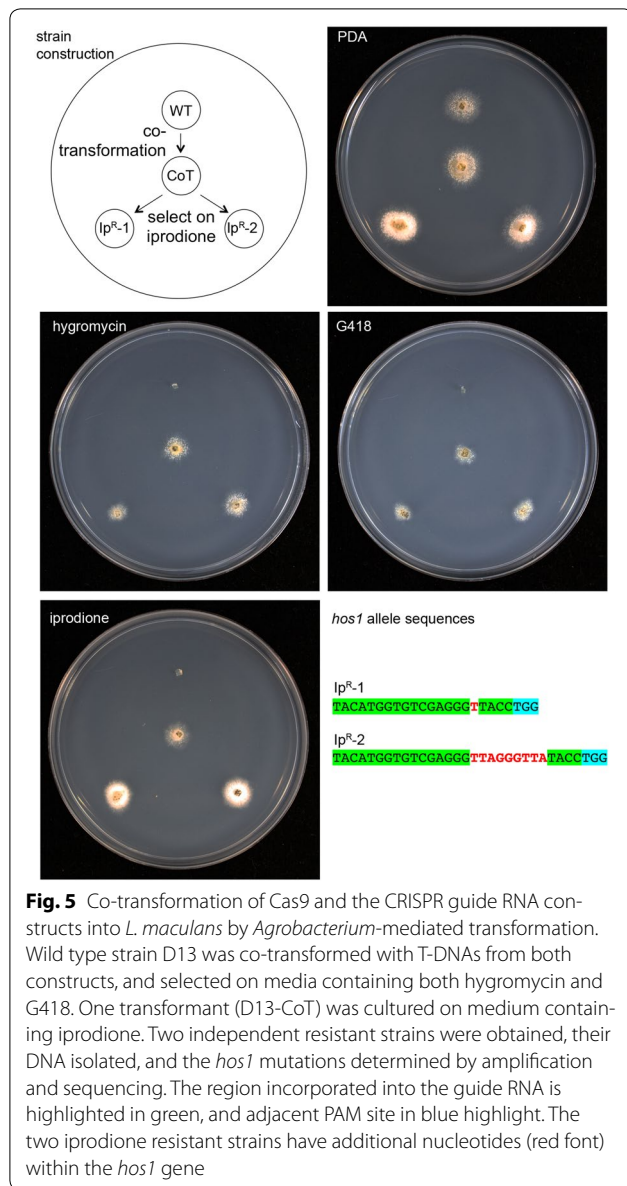 strain
construction
WT
co-
transformation
CoT
select on
iprodione
Ipᴿ-1
Ipᴿ-2
PDA
hygromycin
G418
iprodione
hos1 allele sequences
Ipᴿ-1
TACATGGTGTCGAGGGTTACCTGG
Ipᴿ-2
TACATGGTGTCGAGGGTTAGGGTTATACCTGG
Fig. 5 Co-transformation of Cas9 and the CRISPR guide RNA con-
structs into L. maculans by Agrobacterium-mediated transformation.
Wild type strain D13 was co-transformed with T-DNAs from both
constructs, and selected on media containing both hygromycin and
G418. One transformant (D13-CoT) was cultured on medium contain-
ing iprodione. Two independent resistant strains were obtained, their
DNA isolated, and the hos1 mutations determined by amplification
and sequencing. The region incorporated into the guide RNA is
highlighted in green, and adjacent PAM site in blue highlight. The
two iprodione resistant strains have additional nucleotides (red font)
within the hos1 gene